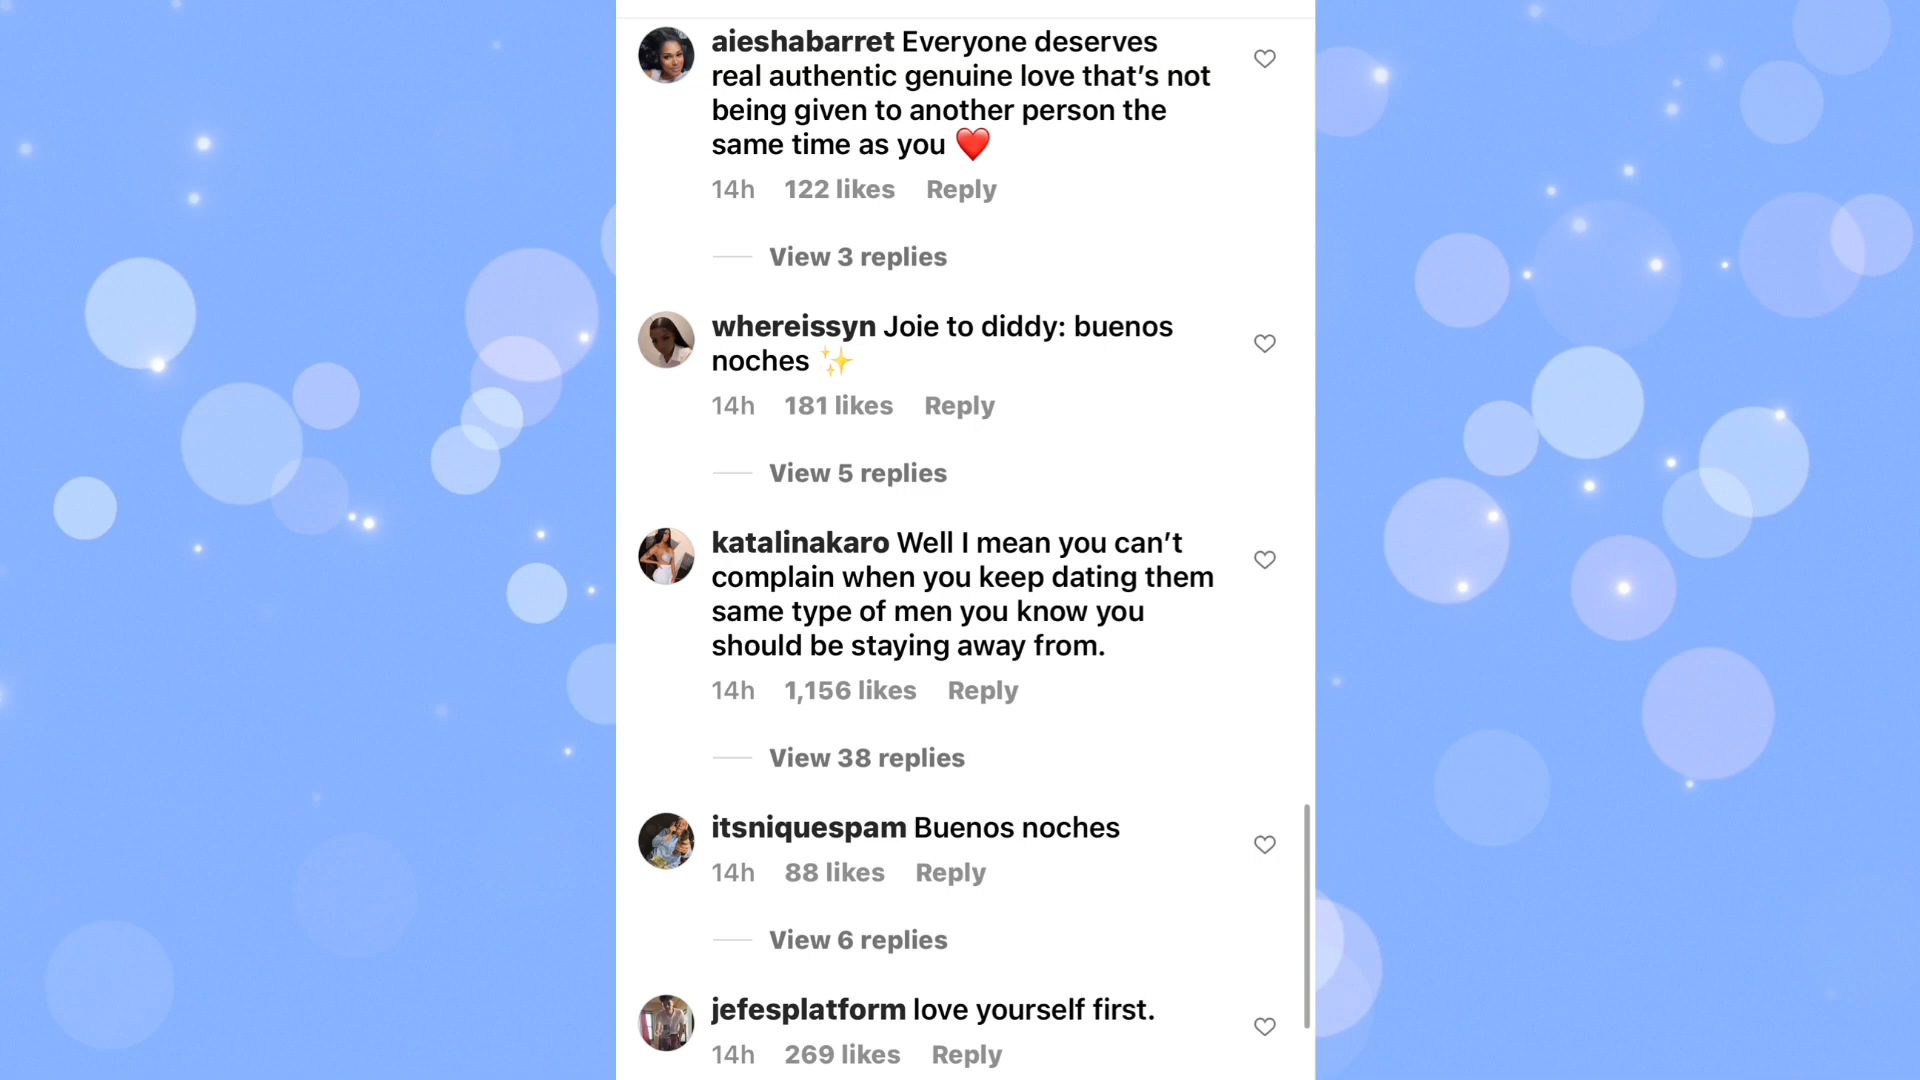 aieshabarret Everyone deserves
real authentic genuine love that’s not
being given to another person the
same time as you ❤️
14h 122 likes Reply
View 3 replies
whereissyn Joie to diddy: buenos
noches ✨
14h 181 likes Reply
View 5 replies
katalinakaro Well I mean you can’t
complain when you keep dating them
same type of men you know you
should be staying away from.
14h 1,156 likes Reply
View 38 replies
itsniquespam Buenos noches
14h 88 likes Reply
View 6 replies
jefesplatform love yourself first.
14h 269 likes Reply